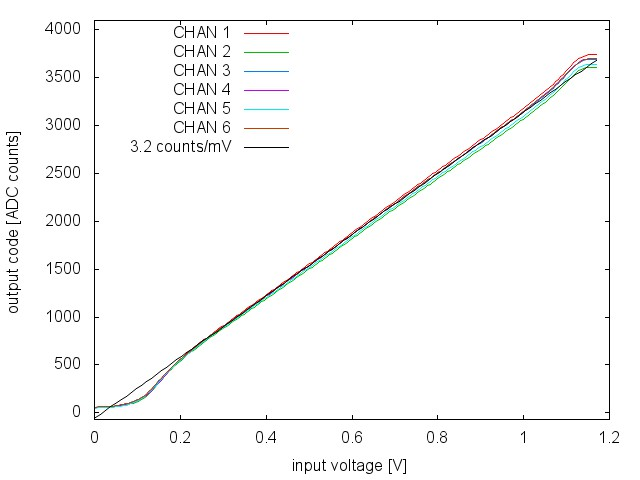 4000
3500
3000
2500
2000
1500
1000
500
0
output code [ADC counts]
CHAN 1
CHAN 2
CHAN 3
CHAN 4
CHAN 5
CHAN 6
3.2 counts/mV
0 0.2 0.4 0.6 0.8 1 1.2
input voltage [V]